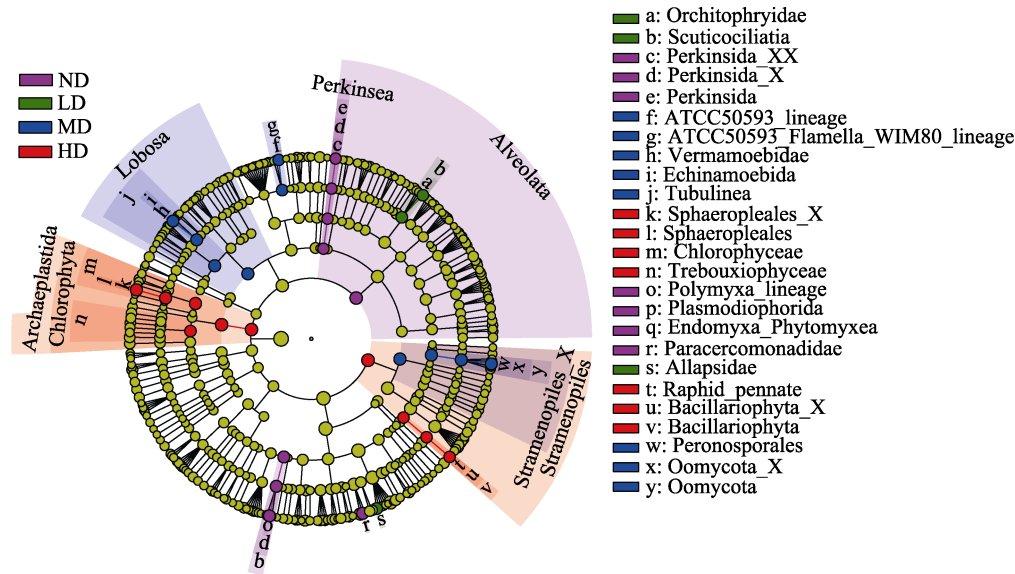 ND
LD
MD
HD
Perkinsea
e
d
c
Alveolata
b
a
g
f
Lobosa
j
i
h
Archaeplastida
Chlorophyta
m
l
k
n
w
x
y
Stramenopiles_X
Stramenopiles
t
u
v
r
s
o
d
b
a: Orchitophryidae
b: Scuticociliatia
c: Perkinsida_XX
d: Perkinsida_X
e: Perkinsida
f: ATCC50593_lineage
g: ATCC50593_Flamella_WIM80_lineage
h: Vermamoebidae
i: Echinamoebida
j: Tubulinea
k: Sphaeropleales_X
l: Sphaeropleales
m: Chlorophyceae
n: Trebouxiophyceae
o: Polymyxa_lineage
p: Plasmodiophorida
q: Endomyxa_Phytomyxea
r: Paracercomonadidae
s: Allapsidae
t: Raphid_pennate
u: Bacillariophyta_X
v: Bacillariophyta
w: Peronosporales
x: Oomycota_X
y: Oomycota